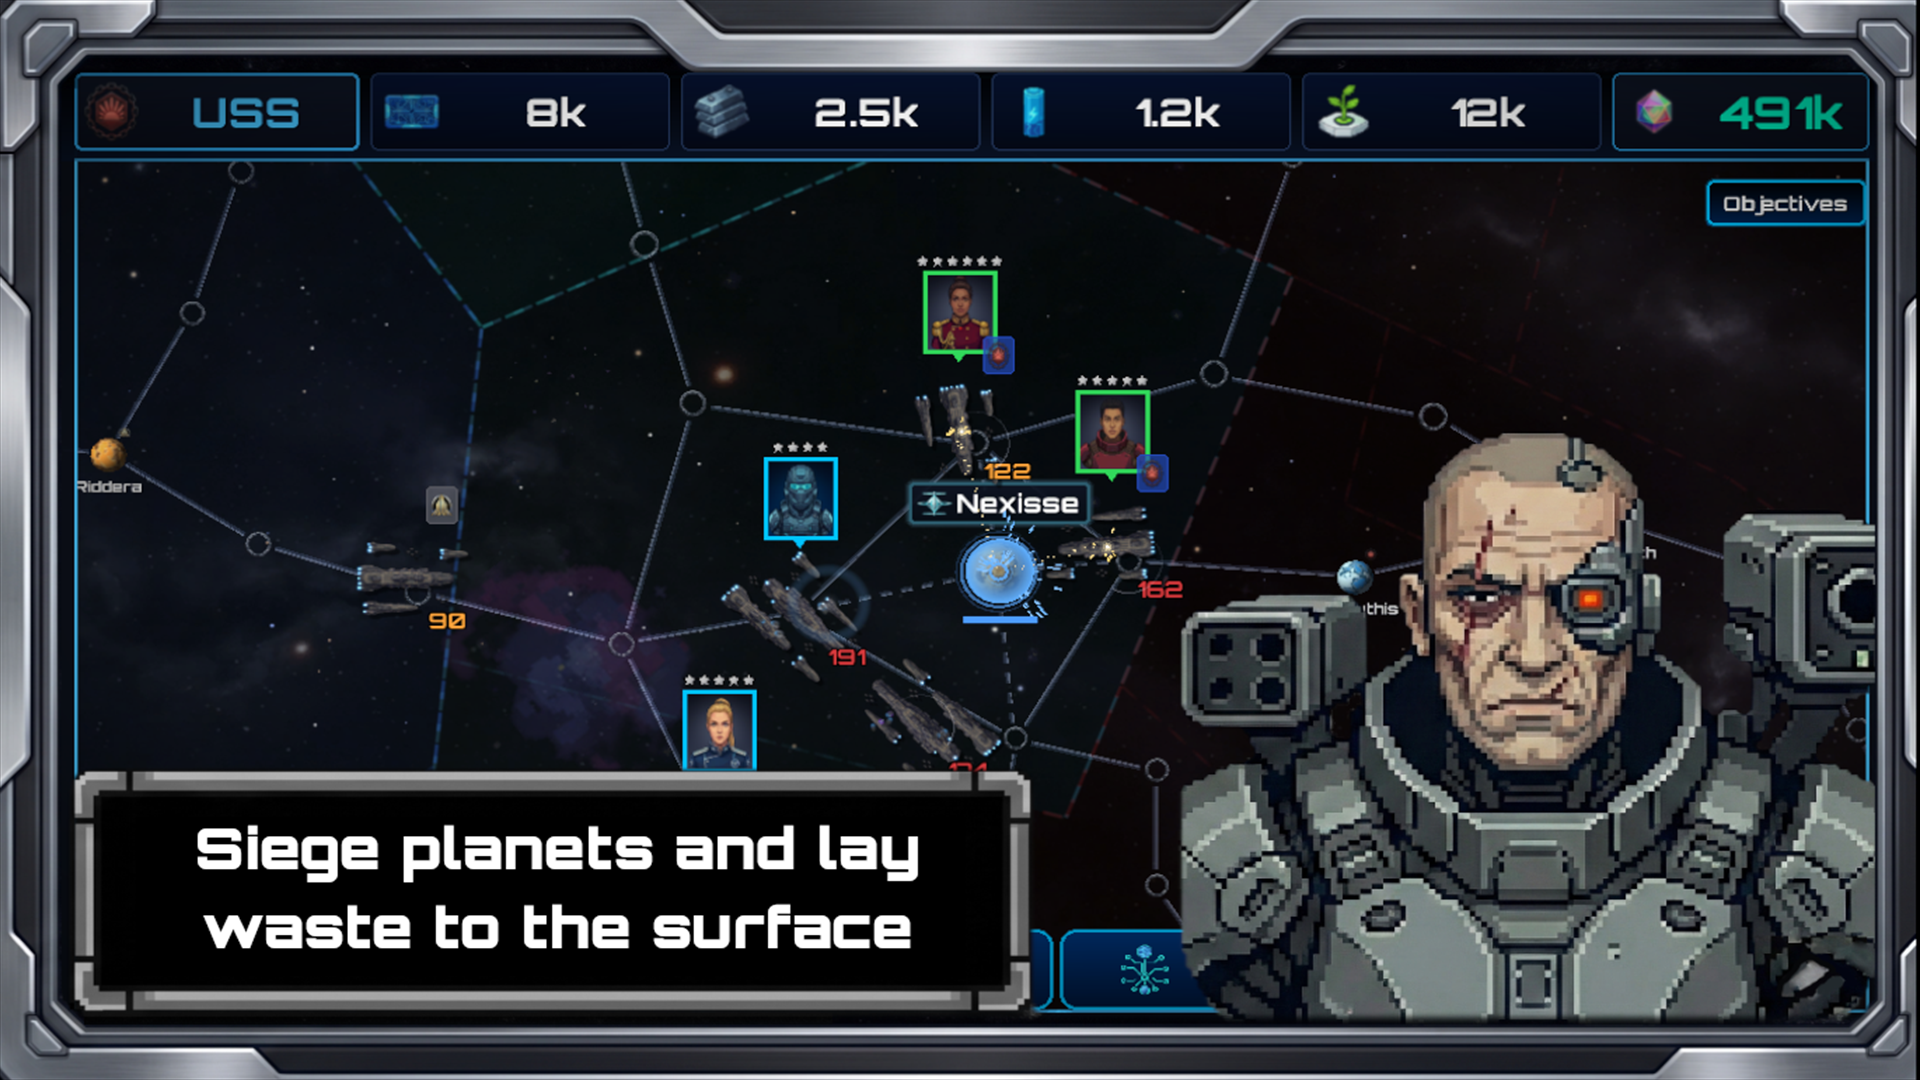 USS
8k
2.5k
1.2k
12k
491k
Objectives
122
Nexisse
Riddera
162
90
191
Siege planets and lay
waste to the surface